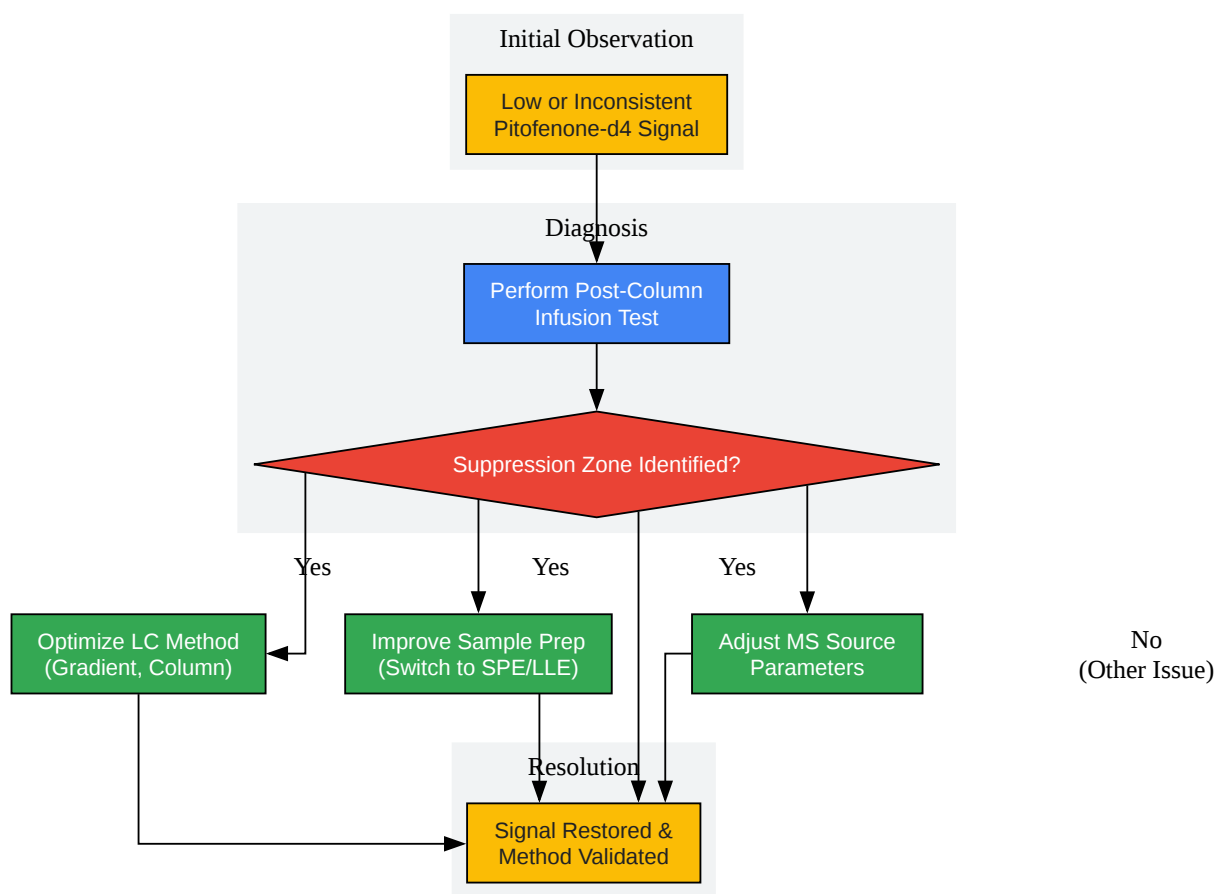 Initial Observation
Low or Inconsistent
Pitofenone-d4 Signal
Diagnosis
Perform Post-Column
Infusion Test
Suppression Zone Identified?
Yes
Yes
Yes
Optimize LC Method
(Gradient, Column)
Improve Sample Prep
(Switch to SPE/LLE)
Adjust MS Source
Parameters
No
(Other Issue)
Resolution
Signal Restored &
Method Validated